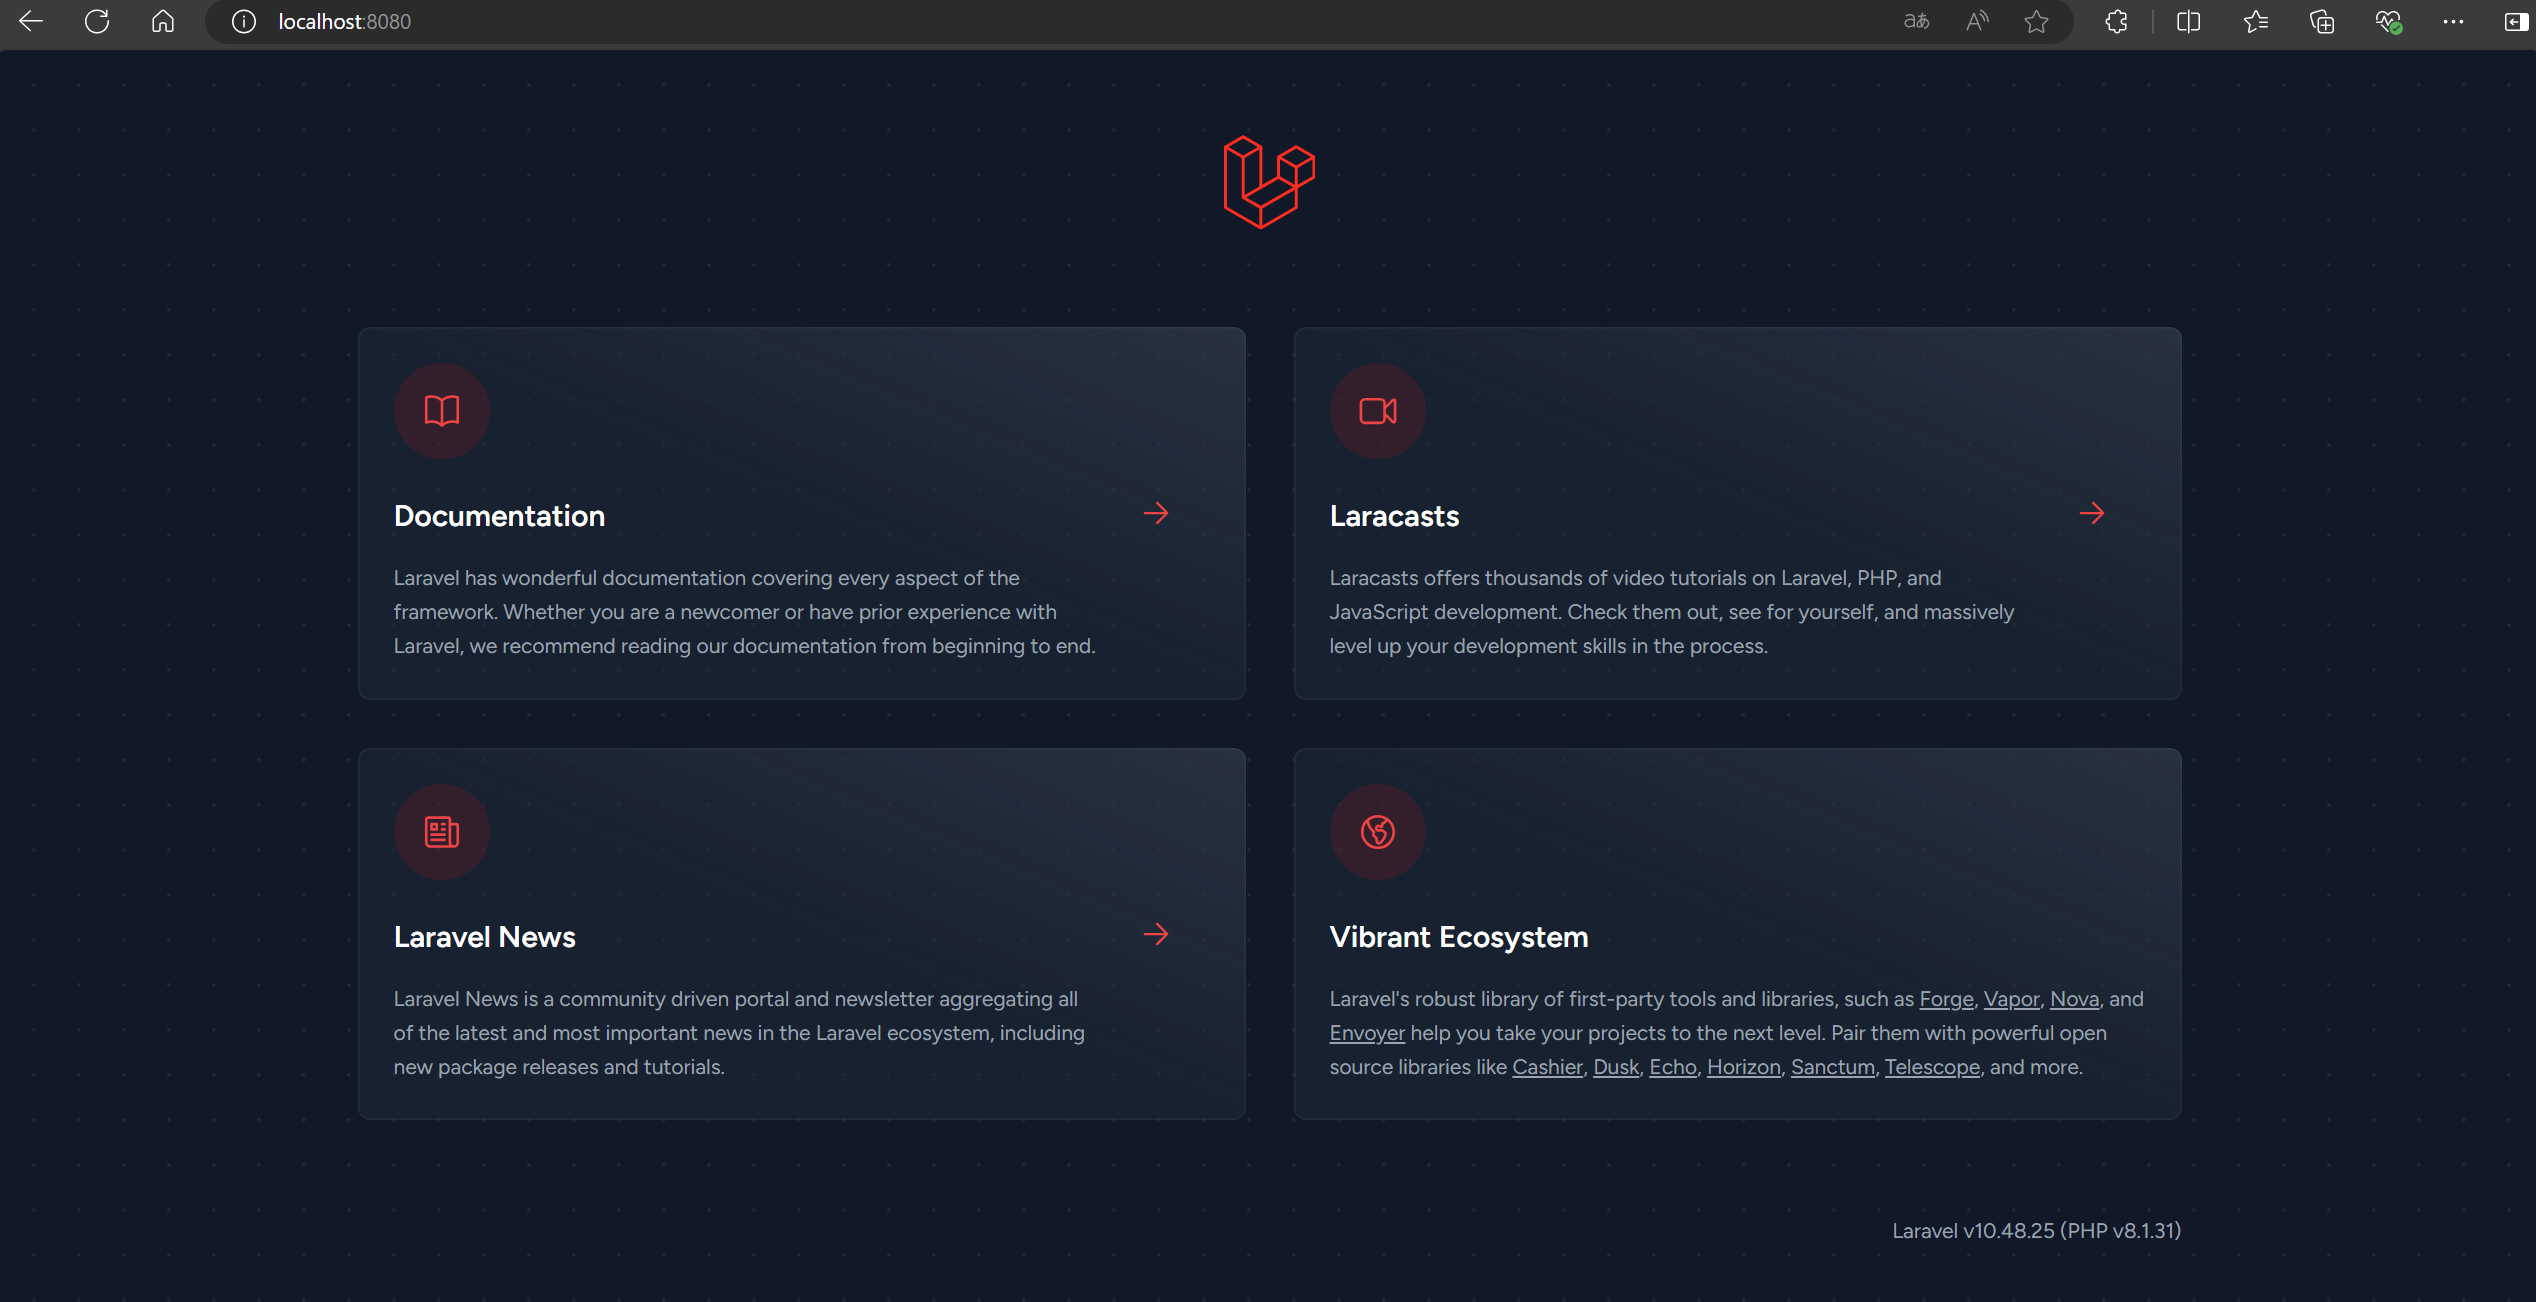 localhost:8080
aあ
A
Documentation
Laravel has wonderful documentation covering every aspect of the
framework. Whether you are a newcomer or have prior experience with
Laravel, we recommend reading our documentation from beginning to end.
Laracasts
Laracasts offers thousands of video tutorials on Laravel, PHP, and
JavaScript development. Check them out, see for yourself, and massively
level up your development skills in the process.
Laravel News
Laravel News is a community driven portal and newsletter aggregating all
of the latest and most important news in the Laravel ecosystem, including
new package releases and tutorials.
Vibrant Ecosystem
Laravel's robust library of first-party tools and libraries, such as Forge, Vapor, Nova, and
Envoyer help you take your projects to the next level. Pair them with powerful open
source libraries like Cashier, Dusk, Echo, Horizon, Sanctum, Telescope, and more.
Laravel v10.48.25 (PHP v8.1.31)